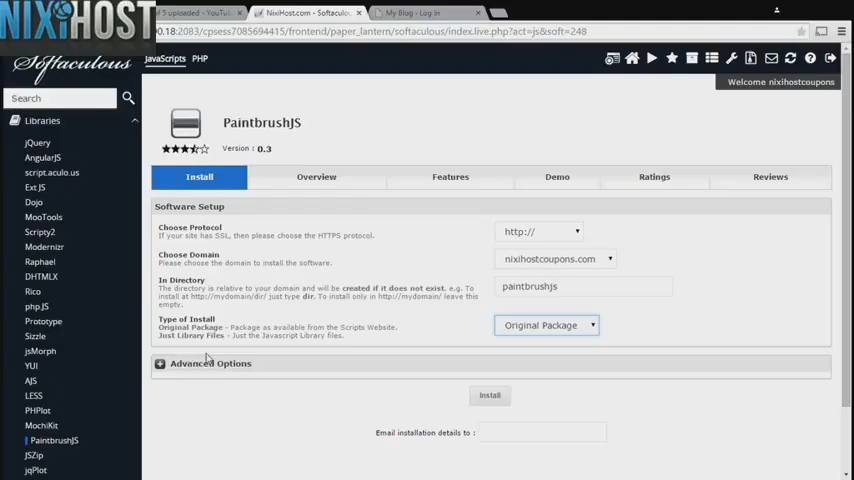 NIXIHOST
5 uploaded - YouTu
NixiHost.com - Softaculous
My Blog › Log In
00.18:2083/cpsess7085694415/frontend/paper_lantern/softaculous/index.live.php?act=js&soft=248
Softaculous
JavaScripts PHP
Welcome nixihostcoupons
Search
Libraries
jQuery
AngularJS
script.aculo.us
Ext JS
Dojo
MooTools
Scripty2
Modernizr
Raphael
DHTMLX
Rico
php.JS
Prototype
Sizzle
jsMorph
YUI
AJS
LESS
PHPlot
MochiKit
PaintbrushJS
JSZip
jqPlot
PaintbrushJS
Version : 0.3
Install Overview Features Demo Ratings Reviews
Software Setup
Choose Protocol
If your site has SSL, then please choose the HTTPS protocol.
http://
Choose Domain
Please choose the domain to install the software.
nixihostcoupons.com
In Directory
The directory is relative to your domain and will be created if it does not exist. e.g. To
install at http://mydomain/dir/ just type dir. To install only in http://mydomain/ leave this
empty.
paintbrushjs
Type of Install
Original Package - Package as available from the Scripts Website.
Just Library Files - Just the Javascript Library files.
Original Package
Advanced Options
Install
Email installation details to :